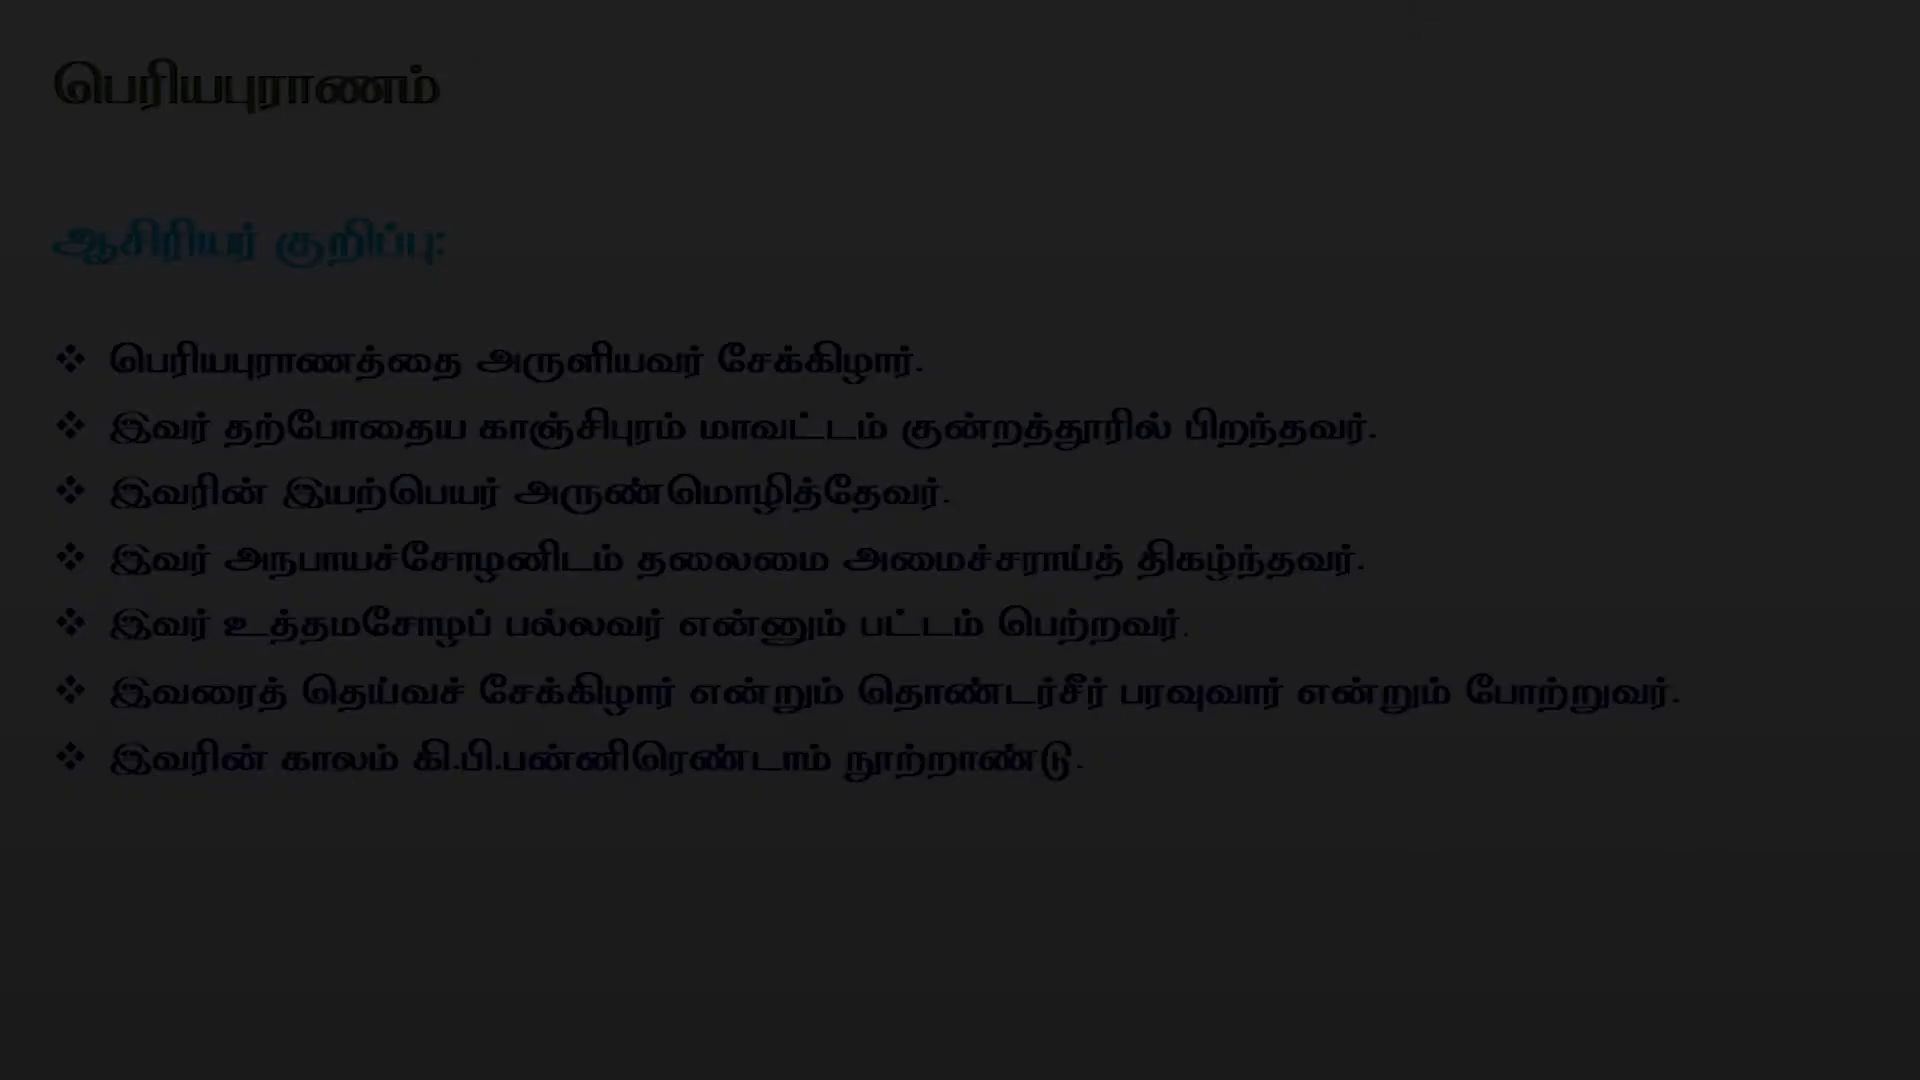 பெரியபுராணம்
ஆசிரியர் குறிப்பு:
❖ பெரியபுராணத்தை அருளியவர் சேக்கிழார்.
❖ இவர் தற்போதைய காஞ்சிபுரம் மாவட்டம் குன்றத்தூரில் பிறந்தவர்.
❖ இவரின் இயற்பெயர் அருண்மொழித்தேவர்.
❖ இவர் அநபாயச்சோழனிடம் தலைமை அமைச்சராய்த் திகழ்ந்தவர்.
❖ இவர் உத்தமசோழப் பல்லவர் என்னும் பட்டம் பெற்றவர்.
❖ இவரைத் தெய்வச் சேக்கிழார் என்றும் தொண்டர்சீர் பரவுவார் என்றும் போற்றுவர்.
❖ இவரின் காலம் கி.பி.பன்னிரெண்டாம் நூற்றாண்டு.